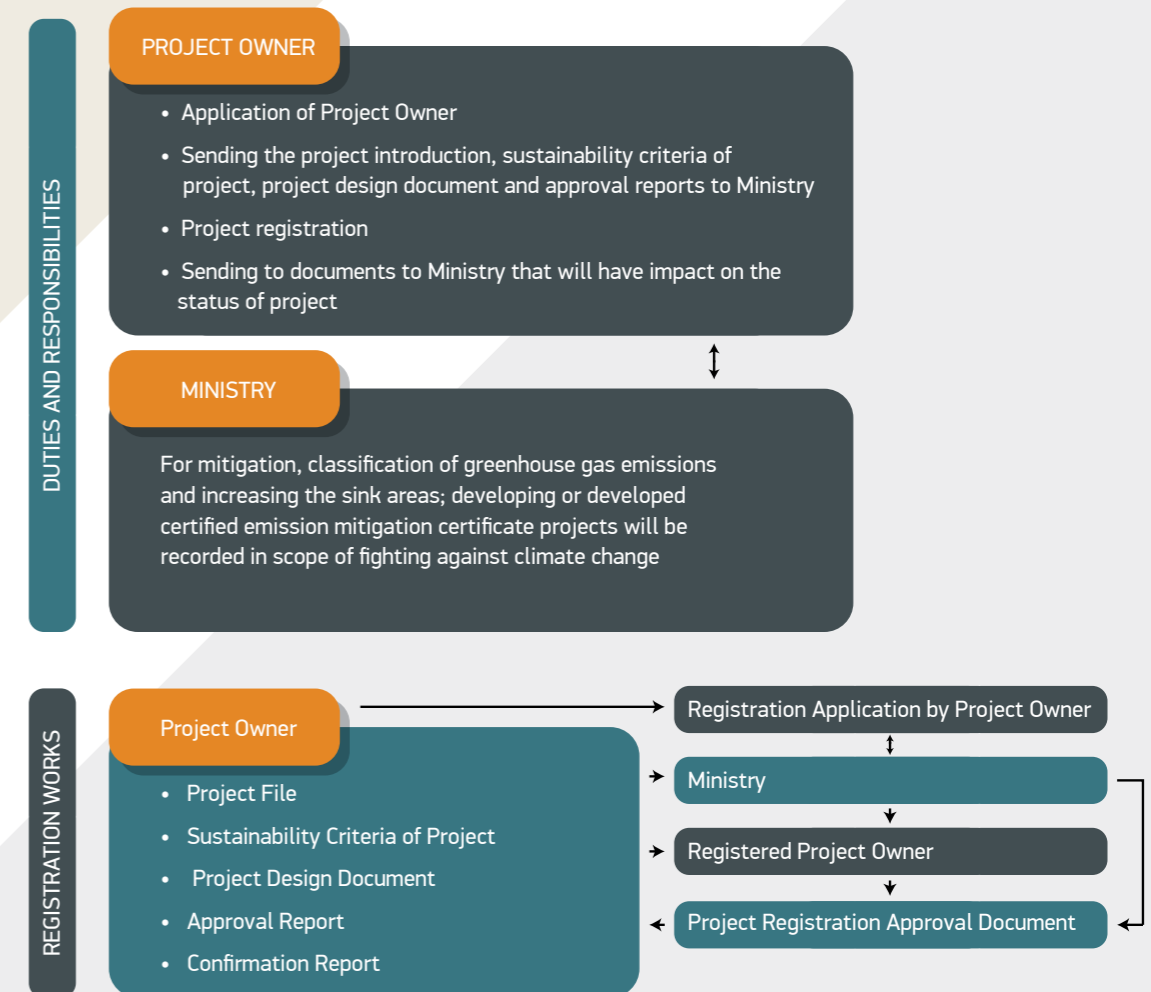 DUTIES AND RESPONSIBILITIES
PROJECT OWNER
• Application of Project Owner
• Sending the project introduction, sustainability criteria of
project, project design document and approval reports to Ministry
• Project registration
• Sending to documents to Ministry that will have impact on the
status of project
MINISTRY
For mitigation, classification of greenhouse gas emissions
and increasing the sink areas; developing or developed
certified emission mitigation certificate projects will be
recorded in scope of fighting against climate change
REGISTRATION WORKS
Project Owner
• Project File
• Sustainability Criteria of Project
• Project Design Document
• Approval Report
• Confirmation Report
Registration Application by Project Owner
Ministry
Registered Project Owner
Project Registration Approval Document